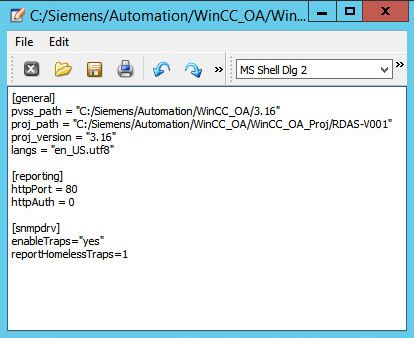 C:/Siemens/Automation/WinCC_OA/Win...
File Edit
MS Shell Dlg 2
[general]
pvss_path = "C:/Siemens/Automation/WinCC_OA/3.16"
proj_path = "C:/Siemens/Automation/WinCC_OA/WinCC_OA_Proj/RDAS-V001"
proj_version = "3.16"
langs = "en_US.utf8"
[reporting]
httpPort = 80
httpAuth = 0
[snmpdrv]
enableTraps="yes"
reportHomelessTraps=1